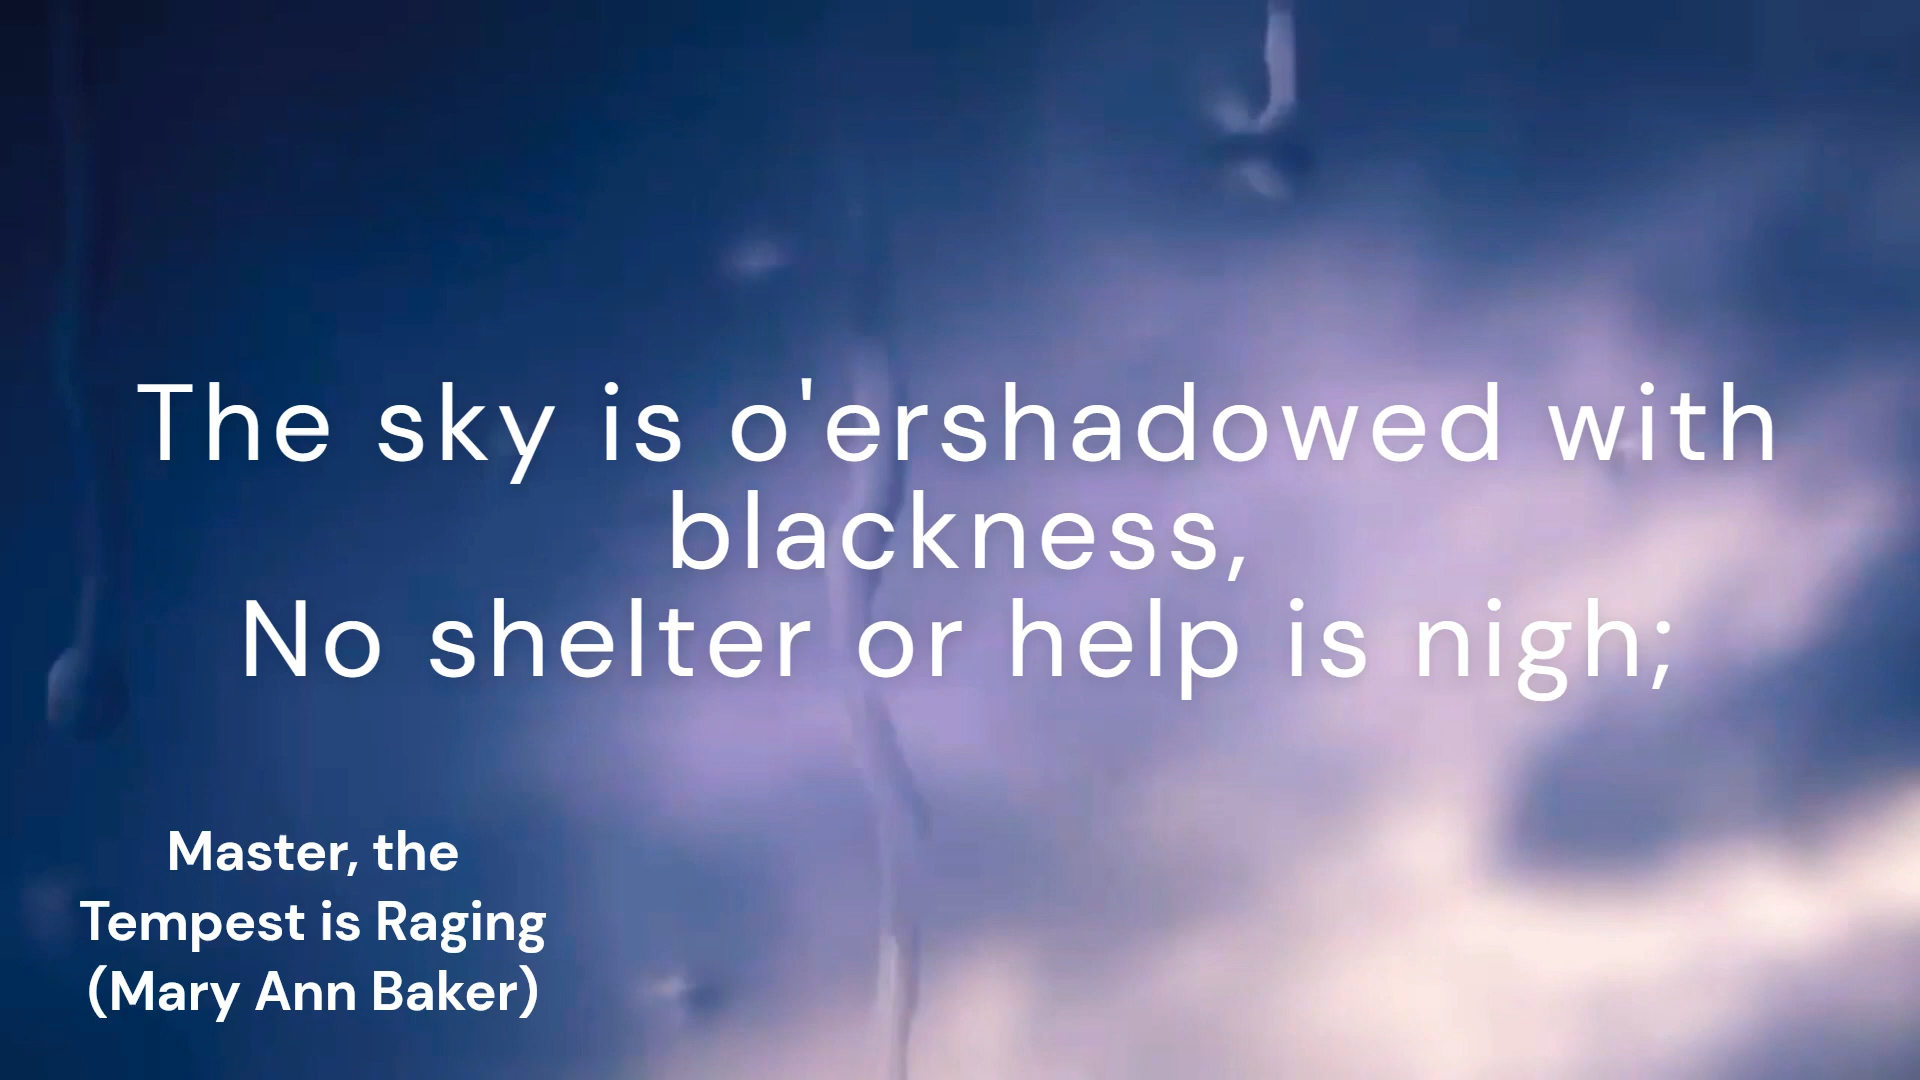 The sky is o'ershadowed with
blackness,
No shelter or help is nigh;
Master, the
Tempest is Raging
(Mary Ann Baker)